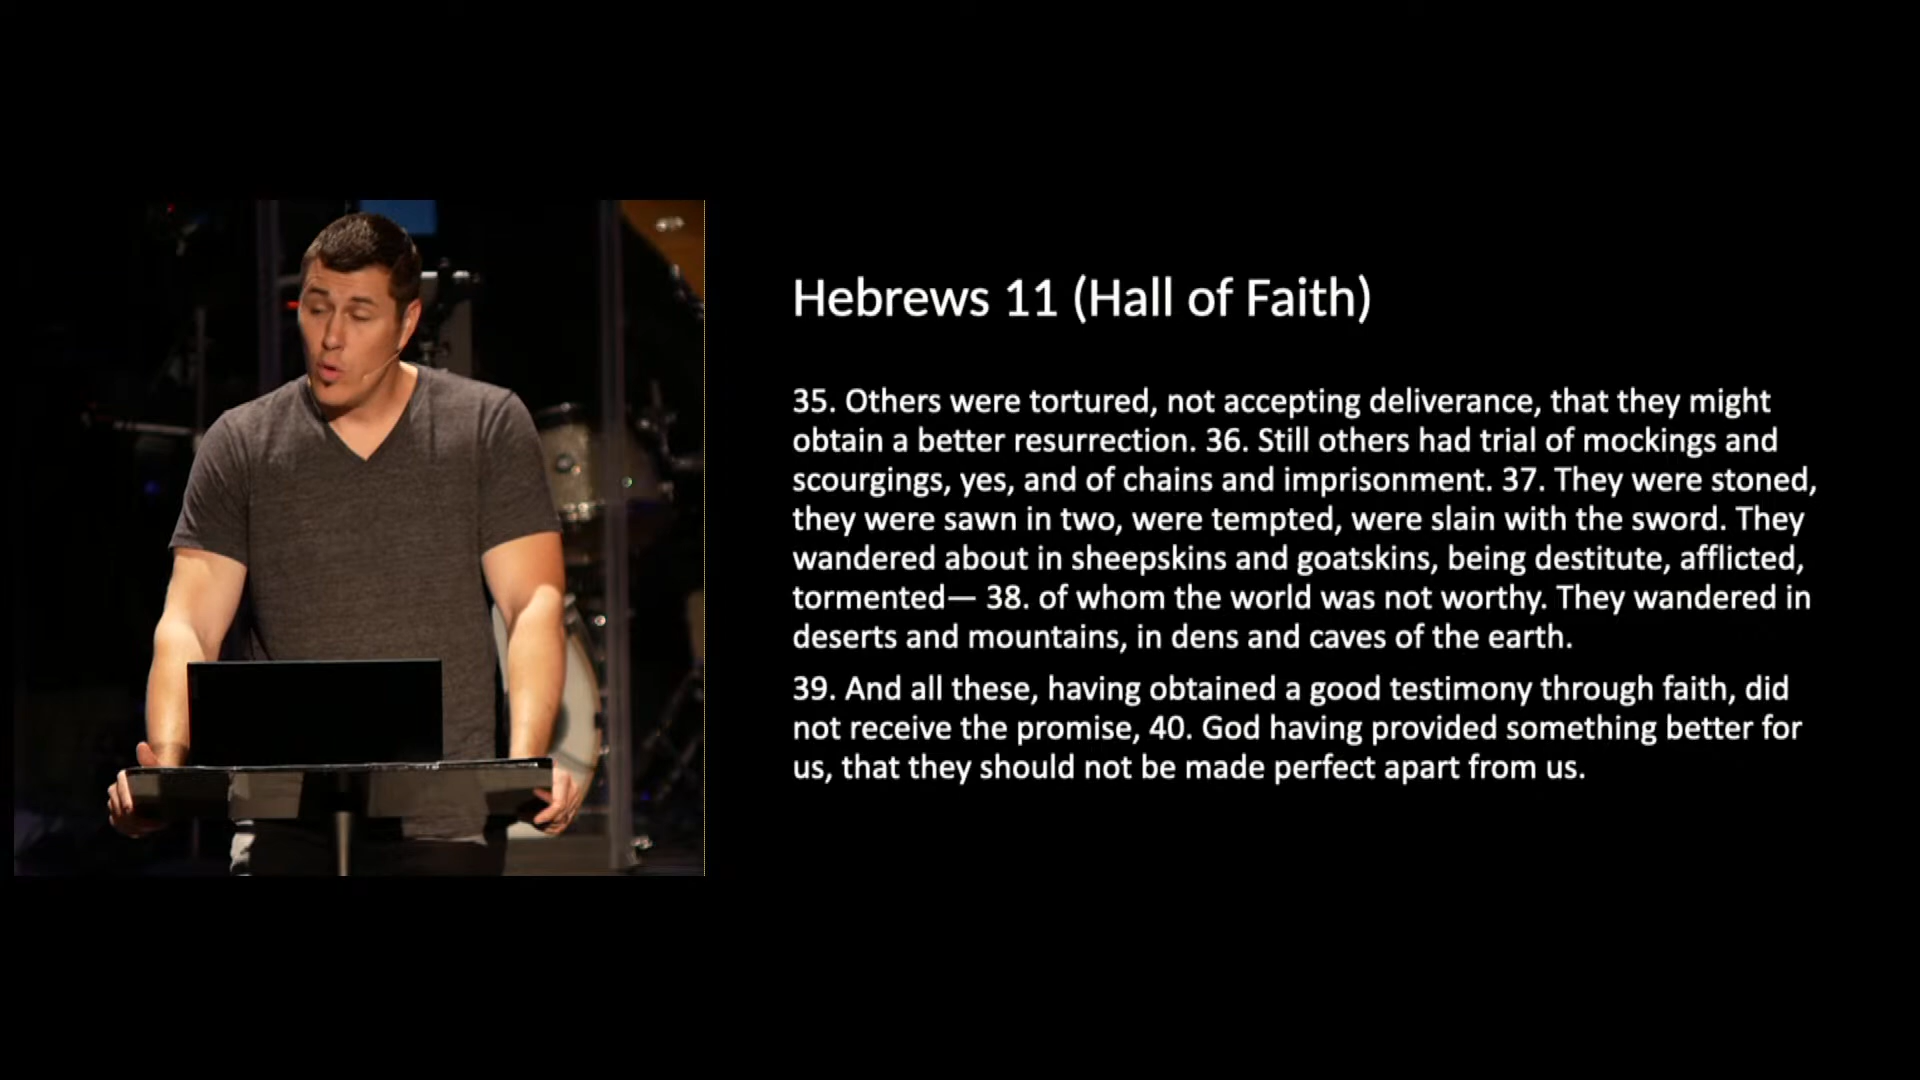 Hebrews 11 (Hall of Faith)
35. Others were tortured, not accepting deliverance, that they might
obtain a better resurrection. 36. Still others had trial of mockings and
scourgings, yes, and of chains and imprisonment. 37. They were stoned,
they were sawn in two, were tempted, were slain with the sword. They
wandered about in sheepskins and goatskins, being destitute, afflicted,
tormented— 38. of whom the world was not worthy. They wandered in
deserts and mountains, in dens and caves of the earth.
39. And all these, having obtained a good testimony through faith, did
not receive the promise, 40. God having provided something better for
us, that they should not be made perfect apart from us.